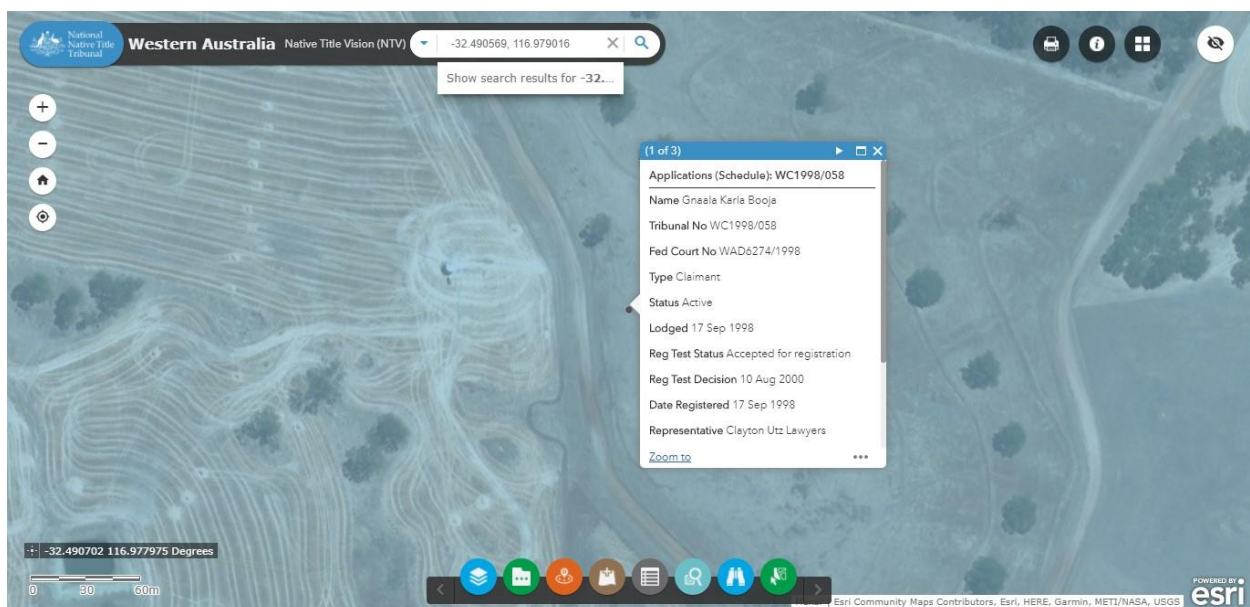 National
Native Title
Tribunal
Western Australia Native Title Vision (NTV)
-32.490569, 116.979016
Show search results for -32....
(1 of 3)
Applications (Schedule): WC1998/058
Name Gnaala Karla Booja
Tribunal No WC1998/058
Fed Court No WAD6274/1998
Type Claimant
Status Active
Lodged 17 Sep 1998
Reg Test Status Accepted for registration
Reg Test Decision 10 Aug 2000
Date Registered 17 Sep 1998
Representative Clayton Utz Lawyers
Zoom to
-32.490702 116.977975 Degrees
0 30 60m
Esri Community Maps Contributors, Esri, HERE, Garmin, METI/NASA, USGS
POWERED BY
esri